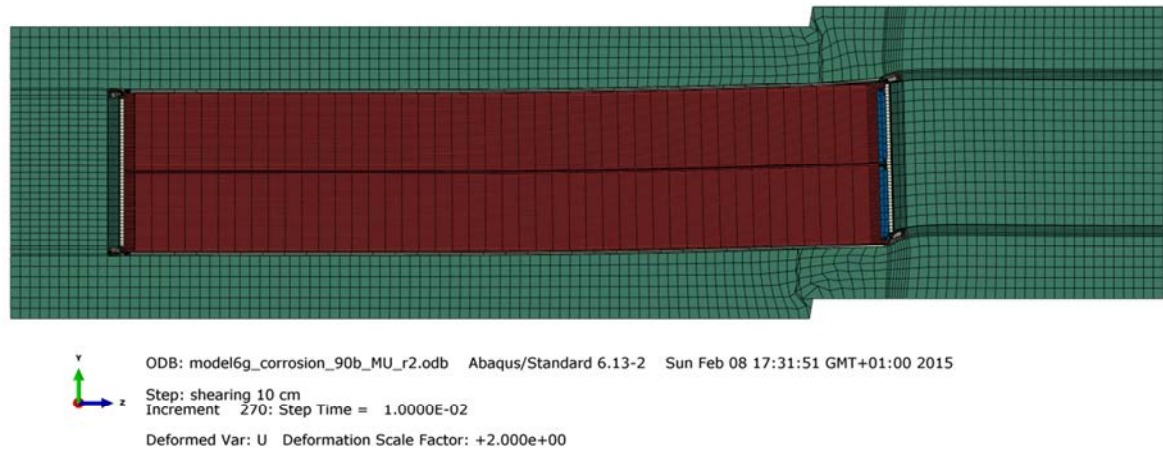 Y
Z
ODB: model6g_corrosion_90b_MU_r2.odb Abaqus/Standard 6.13-2 Sun Feb 08 17:31:51 GMT+01:00 2015
Step: shearing 10 cm
Increment 270: Step Time = 1.0000E-02
Deformed Var: U Deformation Scale Factor: +2.000e+00